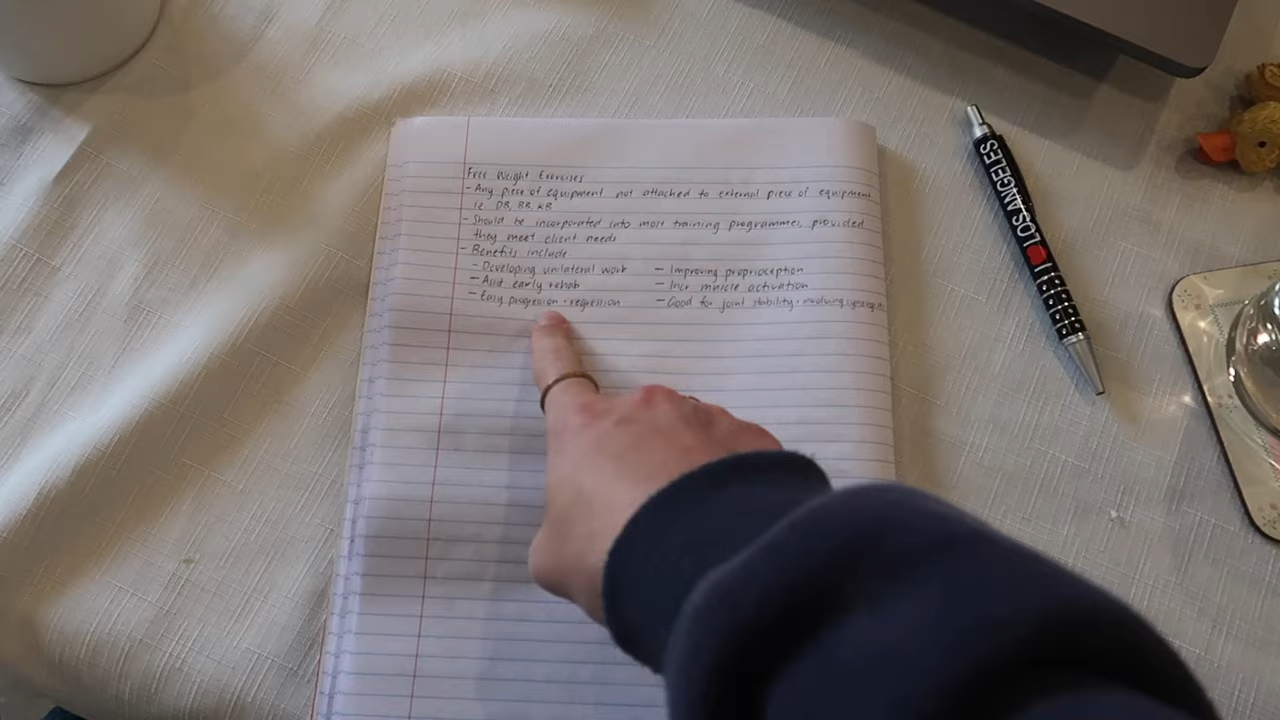 Free Weight Exercises
- Any piece of equipment not attached to external piece of equipment
ie DB, BB, KB
- Should be incorporated into most training programmes, provided
they meet client needs
- Benefits include
- Developing unilateral work
- Assist early rehab
- Easy progression + regression
- Improving proprioception
- Incr muscle activation
- Good for joint stability + involving
I LOS ANGELES